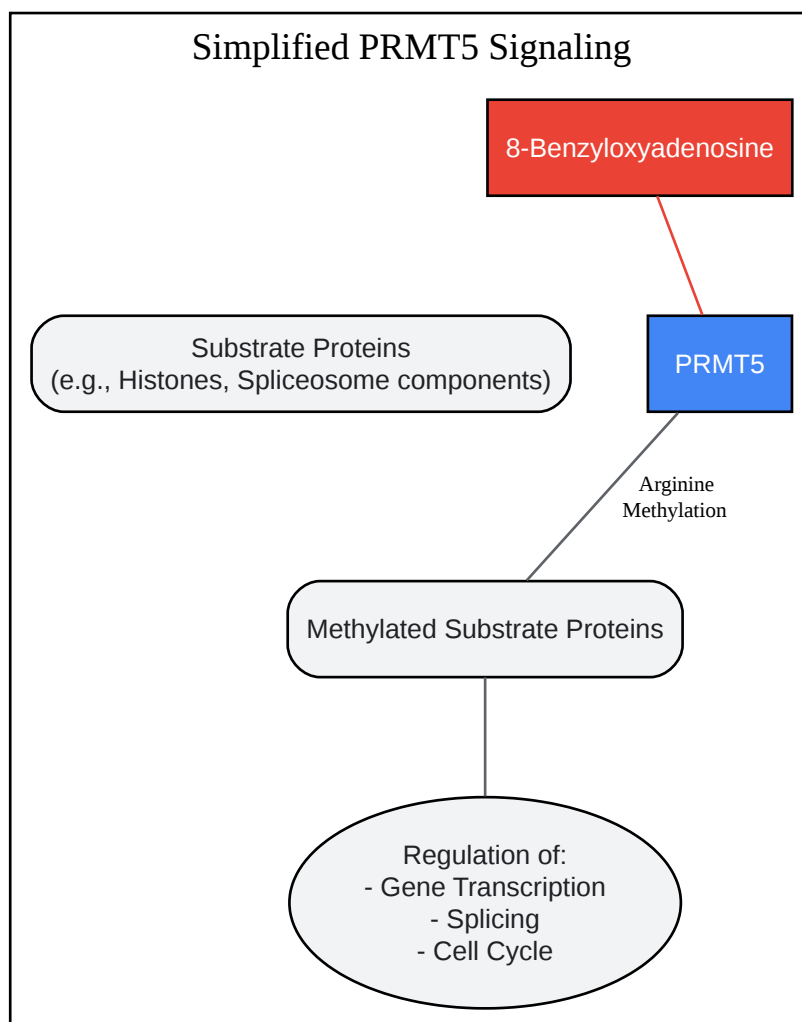 Simplified PRMT5 Signaling
8-Benzyloxyadenosine
Substrate Proteins
(e.g., Histones, Spliceosome components)
PRMT5
Arginine
Methylation
Methylated Substrate Proteins
Regulation of:
- Gene Transcription
- Splicing
- Cell Cycle